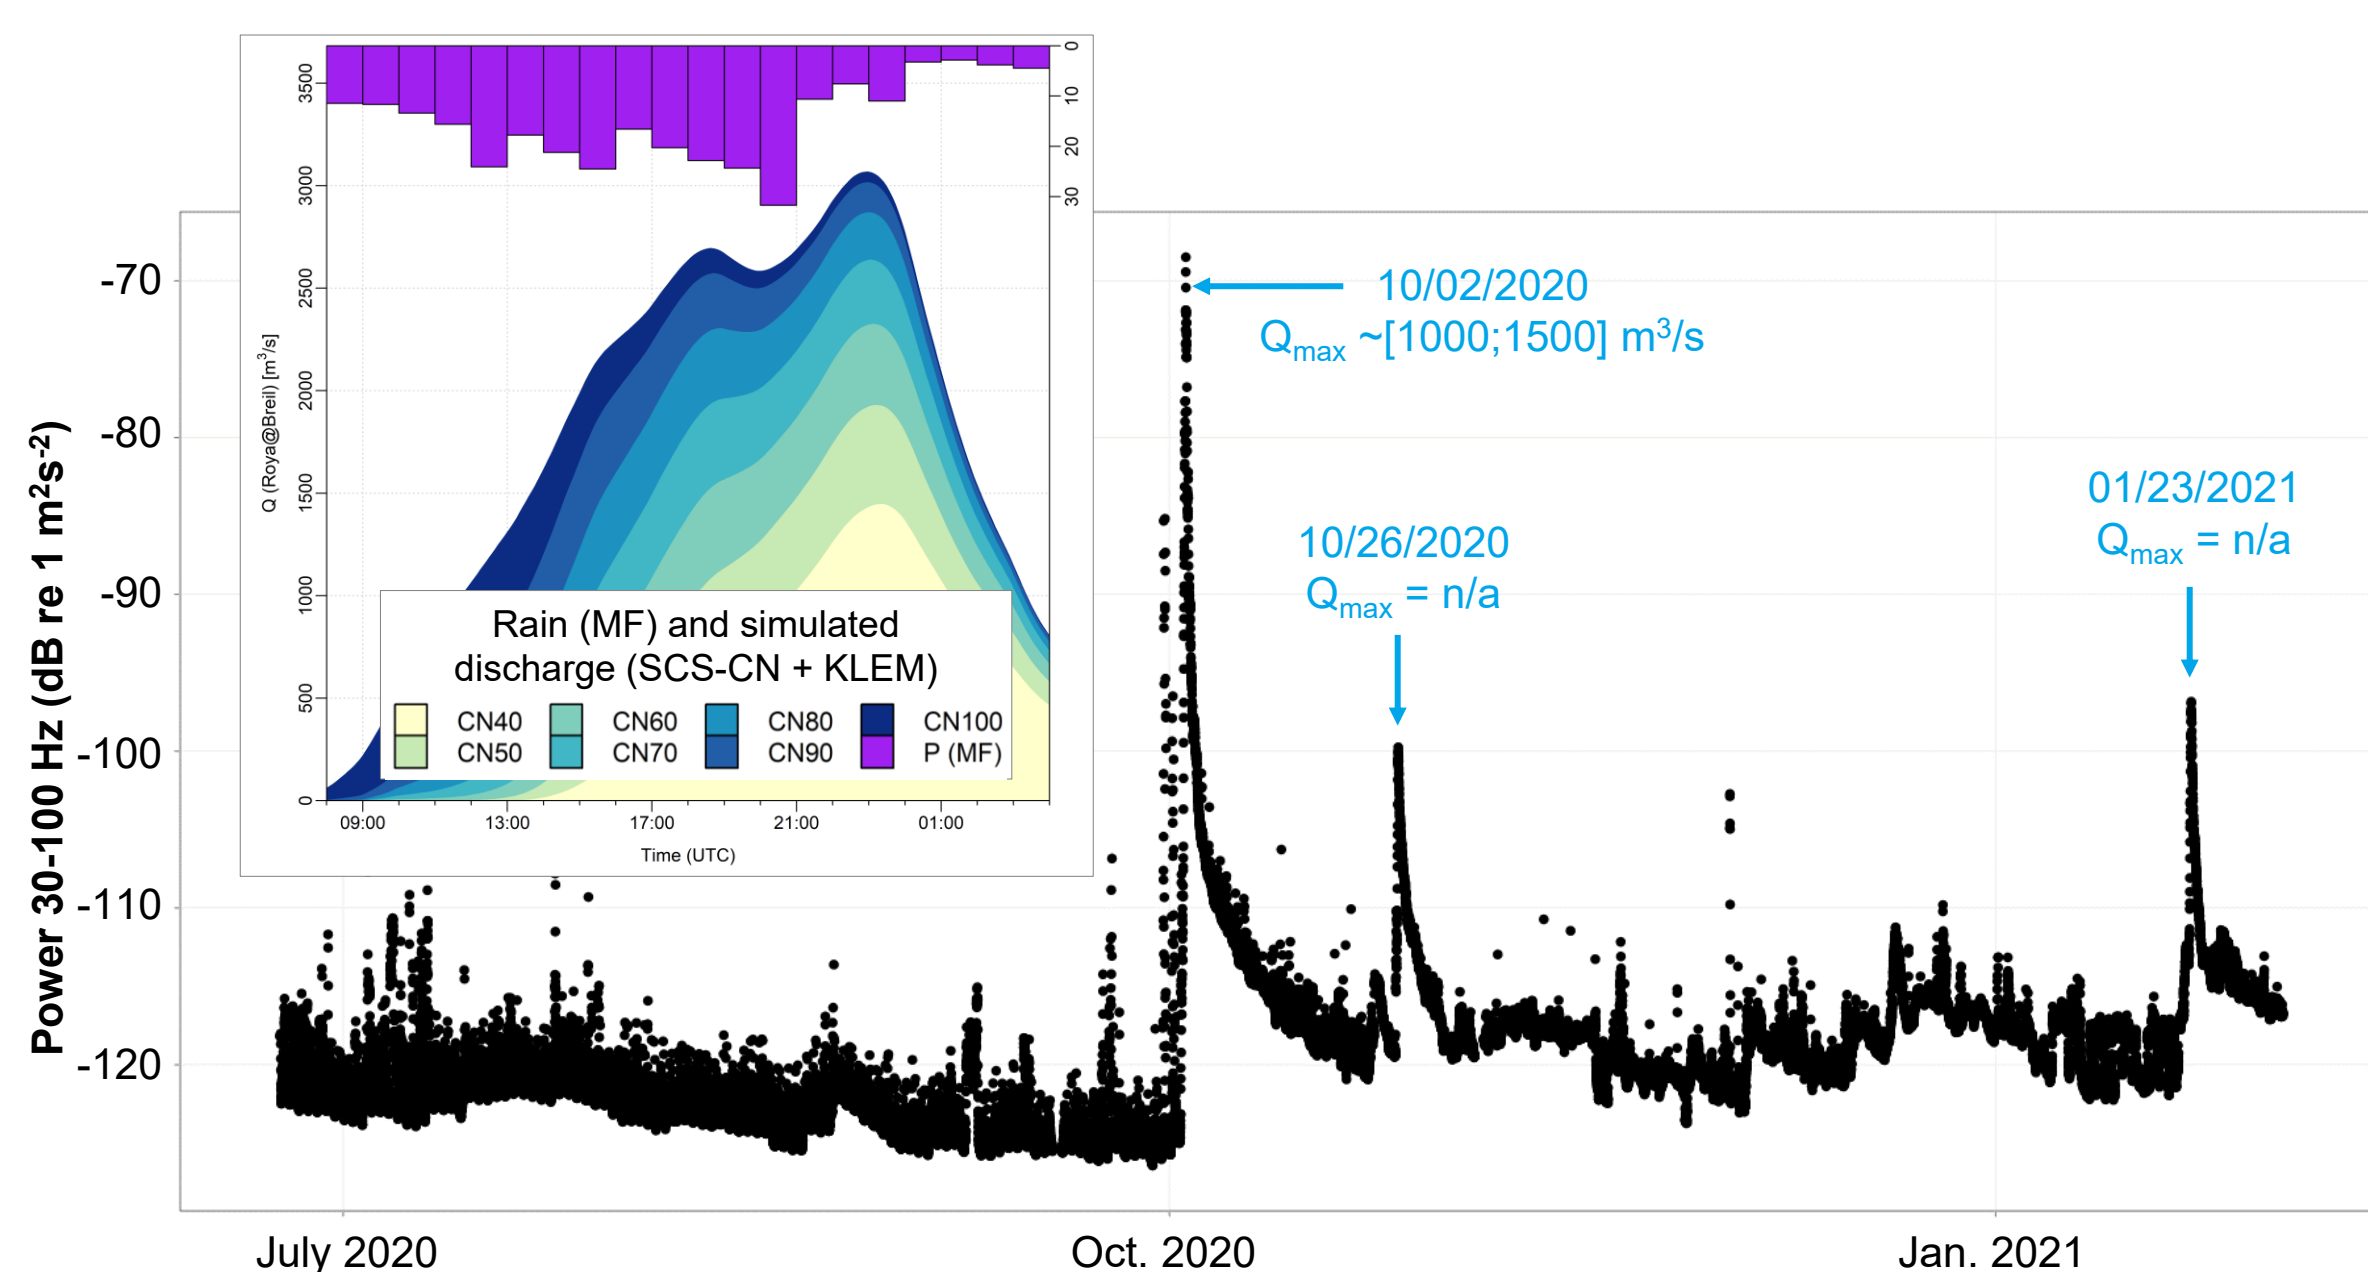 Power 30-100 Hz (dB re 1 m²s⁻²)
-70
-80
-90
-100
-110
-120
July 2020
Oct. 2020
Jan. 2021
Q (Roya@Breil) [m³/s]
3500
3000
2500
2000
1500
1000
500
0
0
10
20
30
09:00
13:00
17:00
21:00
01:00
Time (UTC)
Rain (MF) and simulated
discharge (SCS-CN + KLEM)
CN40 CN60 CN80 CN100
CN50 CN70 CN90 P (MF)
10/02/2020
Qmax ~[1000;1500] m³/s
10/26/2020
Qmax = n/a
01/23/2021
Qmax = n/a